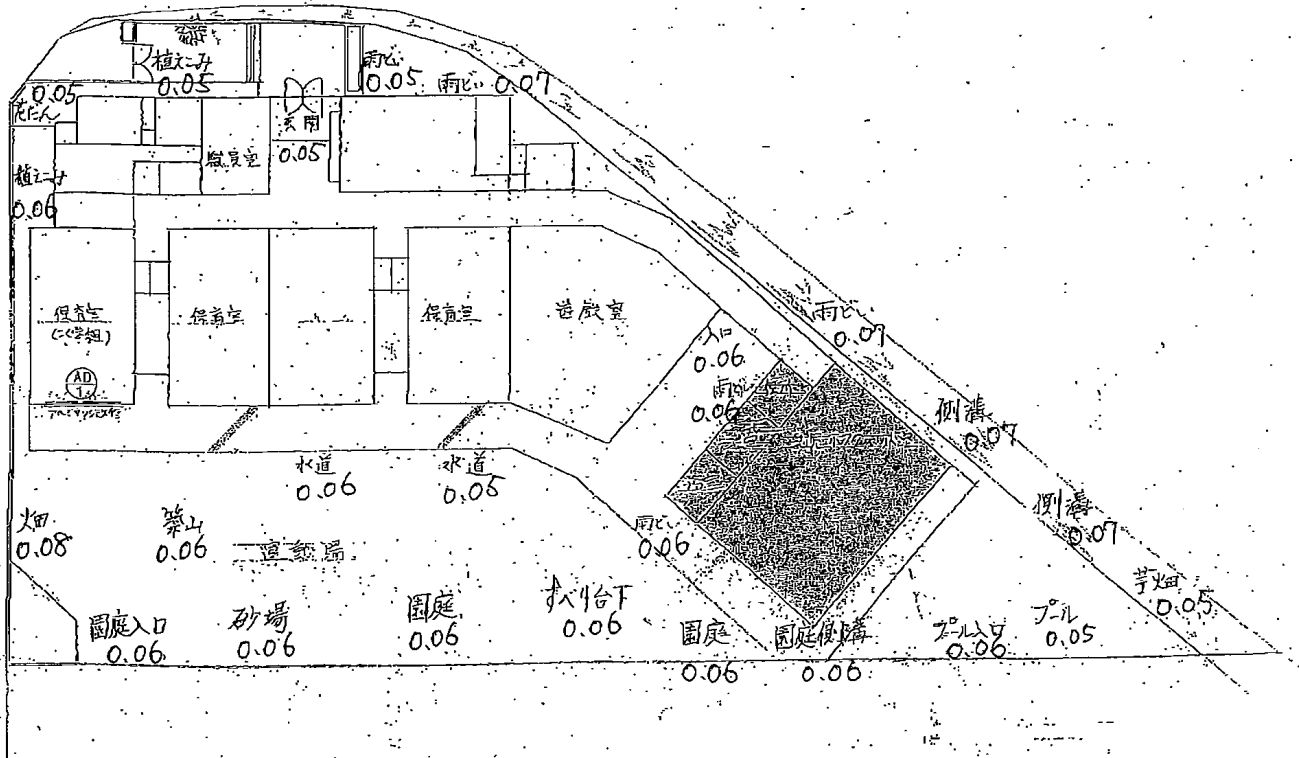 植えこみ
0.05
雨どい
0.05
雨どい 0.07
0.05
花だん
玄関
0.05
職員室
植えこみ
0.06
保育室
保育室
保育室
遊戯室
AD
1
入口
0.06
雨どい
0.06
雨どい
0.07
側溝
0.07
側溝
0.07
芋畑
0.05
水道
0.06
水道
0.05
雨どい
0.06
畑
0.08
築山
0.06
運動場
園庭入口
0.06
砂場
0.06
園庭
0.06
すべり台下
0.06
園庭
0.06
園庭側溝
0.06
プール入口
0.06
プール
0.05